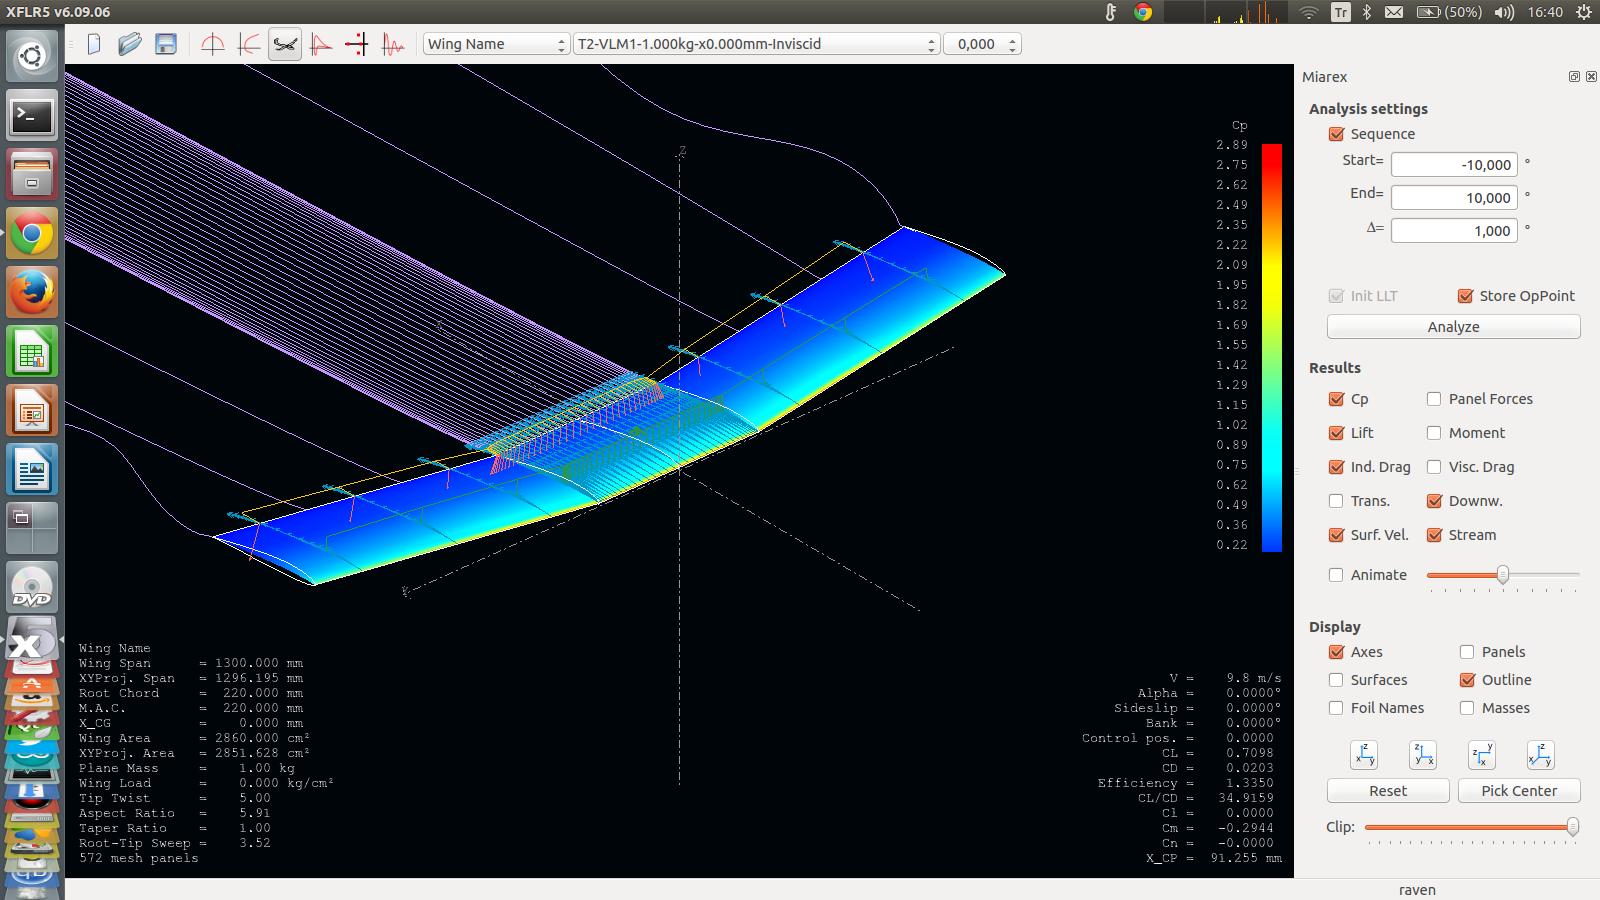 XFLR5 v6.09.06
Tr
(50%)
16:40
Wing Name
T2-VLM1-1.000kg-x0.000mm-Inviscid
0,000
Miarex
Analysis settings
Sequence
Start= -10,000 °
End= 10,000 °
Δ= 1,000 °
Init LLT
Store OpPoint
Analyze
Results
Cp
Panel Forces
Lift
Moment
Ind. Drag
Visc. Drag
Trans.
Downw.
Surf. Vel.
Stream
Animate
Display
Axes
Panels
Surfaces
Outline
Foil Names
Masses
Reset
Pick Center
Clip:
raven
Cp
2.89
2.75
2.62
2.49
2.35
2.22
2.09
1.95
1.82
1.69
1.55
1.42
1.29
1.15
1.02
0.89
0.75
0.62
0.49
0.36
0.22
Z
Wing Name
Wing Span = 1300.000 mm
XYProj. Span = 1296.195 mm
Root Chord = 220.000 mm
M.A.C. = 220.000 mm
X_CG = 0.000 mm
Wing Area = 2860.000 cm²
XYProj. Area = 2851.628 cm²
Plane Mass = 1.00 kg
Wing Load = 0.000 kg/cm²
Tip Twist = 5.00
Aspect Ratio = 5.91
Taper Ratio = 1.00
Root-Tip Sweep = 3.52
572 mesh panels
V = 9.8 m/s
Alpha = 0.0000°
Sideslip = 0.0000°
Bank = 0.0000°
Control pos. = 0.0000
CL = 0.7098
CD = 0.0203
Efficiency = 1.3350
CL/CD = 34.9159
Cl = 0.0000
Cm = -0.2944
Cn = -0.0000
X_CP = 91.255 mm